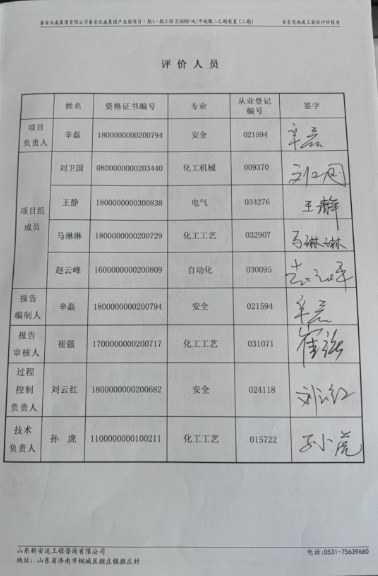 评价人员
姓名 资格证书编号 专业 从业登记编号 签字
项目负责人 辛磊 1800000000200794 安全 021594 辛磊
项目组成员 刘卫国 0800000000203440 化工机械 009370 刘卫国
王静 1800000000300838 电气 034276 王静
马琳琳 1800000000200729 化工工艺 032907 马琳琳
赵云峰 1600000000200809 自动化 030095
报告编制人 辛磊 1800000000200794 安全 021594 辛磊
报告审核人 崔强 1700000000200717 化工工艺 031071 崔强
过程控制负责人 刘云红 1800000000200682 安全 024118 刘云红
技术负责人 孙虎 1100000000100211 化工工艺 015722 孙小虎
山东新安达工程咨询有限公司 电话:0531-75639660
地址:山东省济南市钢城区颜庄镇颜庄村